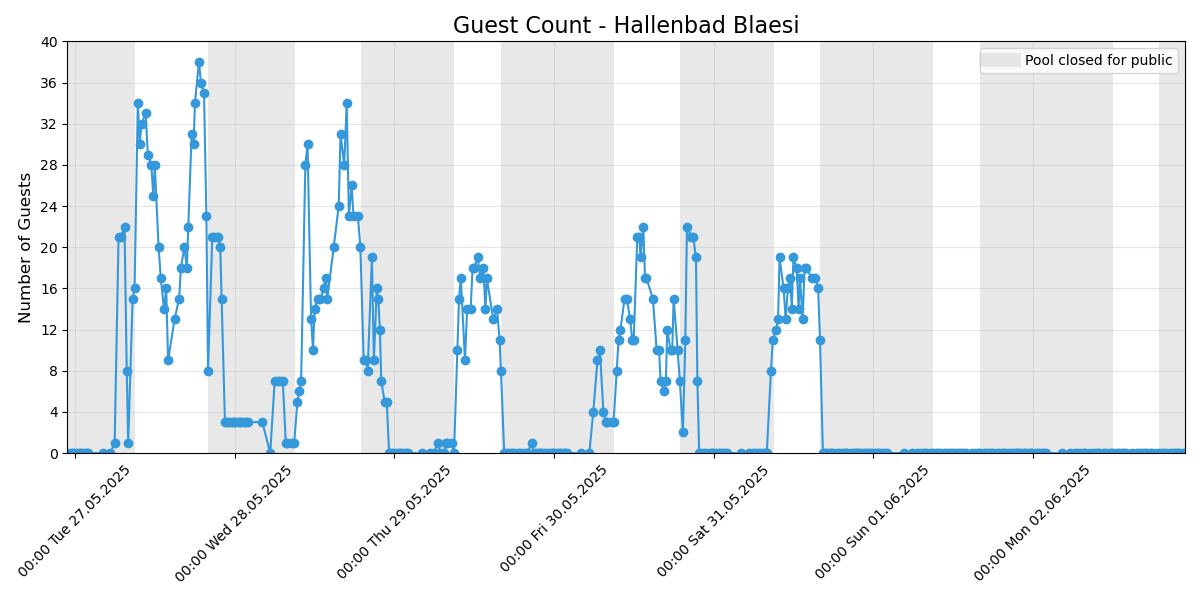 Guest Count - Hallenbad Blaesi
Pool closed for public
Number of Guests
40
36
32
28
24
20
16
12
8
4
0
00:00 Tue 27.05.2025
00:00 Wed 28.05.2025
00:00 Thu 29.05.2025
00:00 Fri 30.05.2025
00:00 Sat 31.05.2025
00:00 Sun 01.06.2025
00:00 Mon 02.06.2025